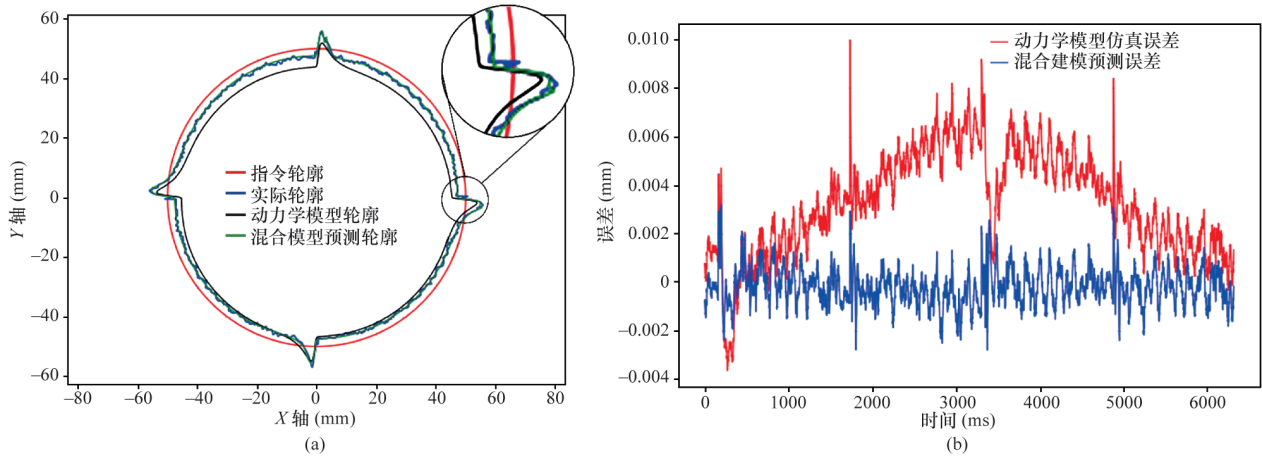 60
40
20
0
−20
−40
−60
Y 轴 (mm)
指令轮廓
实际轮廓
动力学模型轮廓
混合模型预测轮廓
−80
−60
−40
−20
0
20
40
60
80
X 轴 (mm)
(a)
0.010
0.008
0.006
0.004
0.002
0
−0.002
−0.004
误差 (mm)
动力学模型仿真误差
混合建模预测误差
0
1000
2000
3000
4000
5000
6000
时间 (ms)
(b)